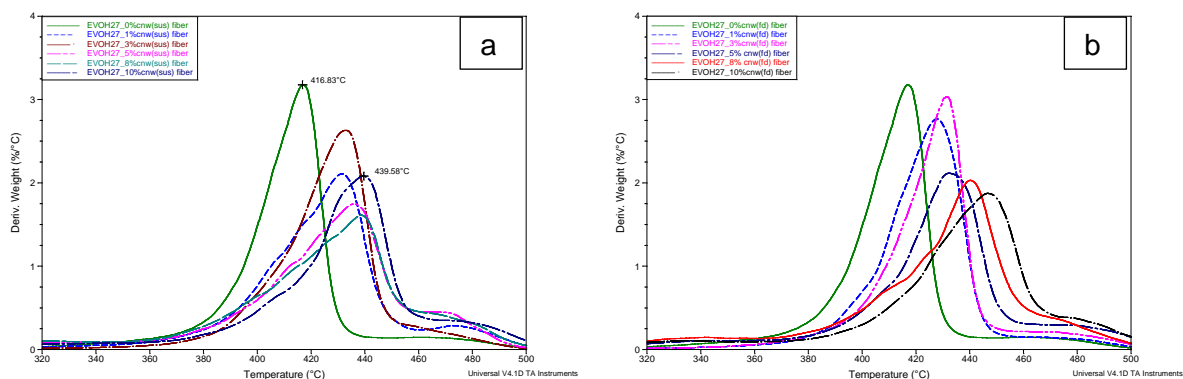 EVOH27_0%cnw(sus) fiber
EVOH27_1%cnw(sus) fiber
EVOH27_3%cnw(sus) fiber
EVOH27_5%cnw(sus) fiber
EVOH27_8%cnw(sus) fiber
EVOH27_10%cnw(sus) fiber
a
416.83°C
439.58°C
4
3
2
1
0
Deriv. Weight (%/°C)
320
380
400
420
440
460
500
Temperature (°C)
Universal V4.1D TA Instruments
EVOH27_0%cnw(fd) fiber
EVOH27_1%cnw(fd) fiber
EVOH27_3%cnw(fd) fiber
EVOH27_5% cnw(fd) fiber
EVOH27_8% cnw(fd) fiber
EVOH27_10%cnw(fd) fiber
b
4
3
2
1
0
Deriv. Weight (%/°C)
320
340
360
380
400
420
440
460
480
500
Temperature (°C)
Universal V4.1D TA Instruments